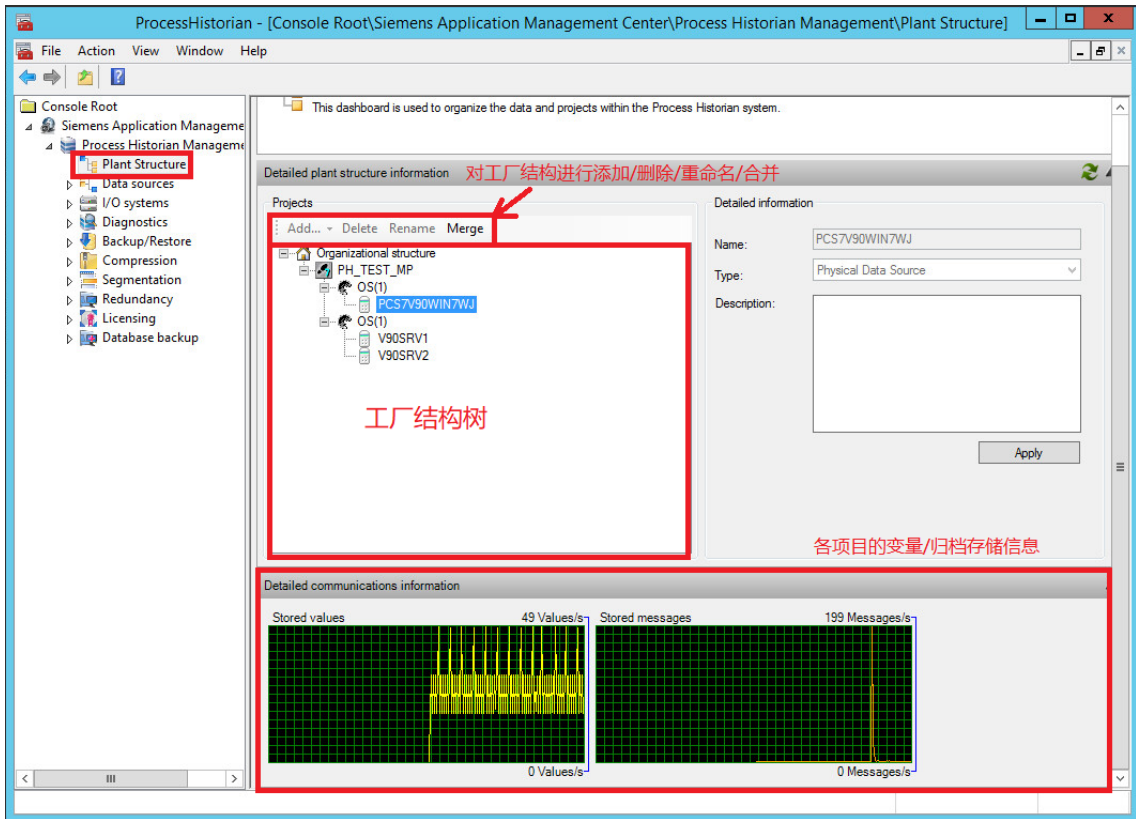 ProcessHistorian - [Console Root\Siemens Application Management Center\Process Historian Management\Plant Structure]
File Action View Window Help
Console Root
Siemens Application Manageme
Process Historian Manageme
Plant Structure
Data sources
I/O systems
Diagnostics
Backup/Restore
Compression
Segmentation
Redundancy
Licensing
Database backup
This dashboard is used to organize the data and projects within the Process Historian system.
Detailed plant structure information
对工厂结构进行添加/删除/重命名/合并
Projects
Add... Delete Rename Merge
Organizational structure
PH_TEST_MP
OS(1)
PCS7V90WIN7WJ
OS(1)
V90SRV1
V90SRV2
工厂结构树
Detailed information
Name: PCS7V90WIN7WJ
Type: Physical Data Source
Description:
Apply
各项目的变量/归档存储信息
Detailed communications information
Stored values 49 Values/s
0 Values/s
Stored messages 199 Messages/s
0 Messages/s